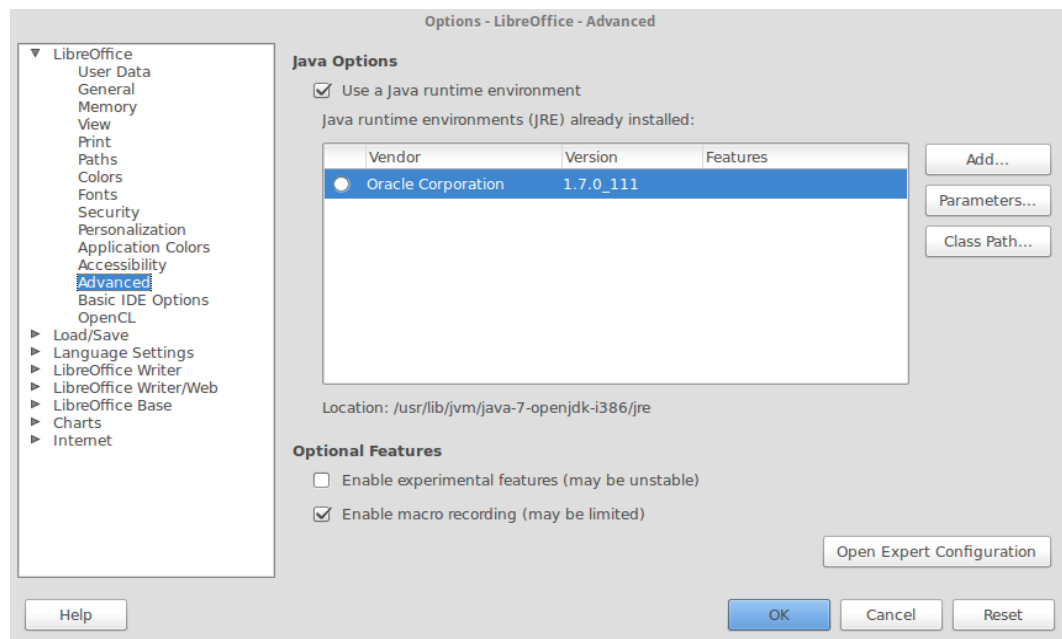 Options - LibreOffice - Advanced
LibreOffice
User Data
General
Memory
View
Print
Paths
Colors
Fonts
Security
Personalization
Application Colors
Accessibility
Advanced
Basic IDE Options
OpenCL
Load/Save
Language Settings
LibreOffice Writer
LibreOffice Writer/Web
LibreOffice Base
Charts
Internet
Java Options
Use a Java runtime environment
Java runtime environments (JRE) already installed:
Vendor Version Features
Oracle Corporation 1.7.0_111
Add...
Parameters...
Class Path...
Location: /usr/lib/jvm/java-7-openjdk-i386/jre
Optional Features
Enable experimental features (may be unstable)
Enable macro recording (may be limited)
Open Expert Configuration
Help OK Cancel Reset